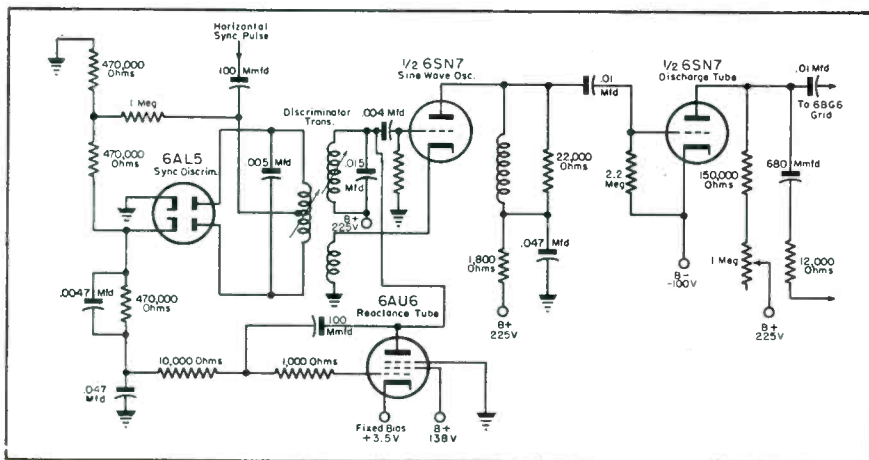 Horizontal
Sync Pulse
100 Mmfd
470,000
Ohms
1 Meg
470,000
Ohms
6AL5
Sync Discrim.
.005 Mfd
Discriminator
Trans.
.004 Mfd
.015
Mfd
B+
225V
1/2 6SN7
Sine Wave Osc.
.01
Mfd
22,000
Ohms
1,800
Ohms
.047
Mfd
B+
225V
1/2 6SN7
Discharge Tube
.01 Mfd
To 6BG6
Grid
2.2
Meg
150,000
Ohms
680
Mmfd
1 Meg
12,000
Ohms
B-
-100V
B+
225V
.0047 Mfd
470,000
Ohms
.047
Mfd
10,000 Ohms
1,000 Ohms
100
Mmfd
6AU6
Reactance Tube
Fixed Bias
+3.5V
B+
138V